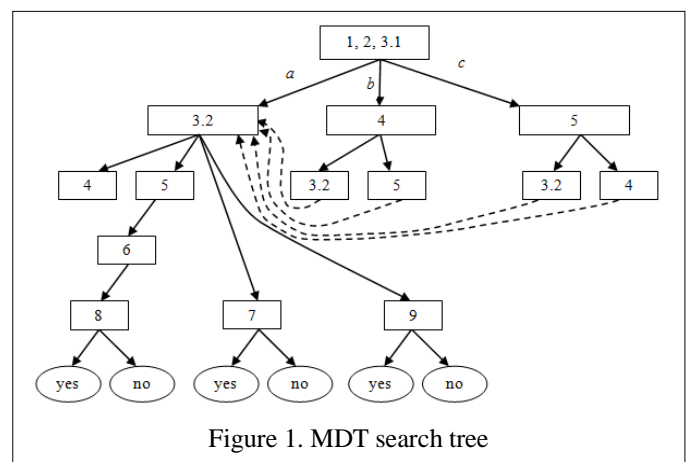 1, 2, 3.1
a
b
c
3.2
4
5
4
5
3.2
5
3.2
4
6
8
7
9
yes
no
yes
no
yes
no
Figure 1. MDT search tree